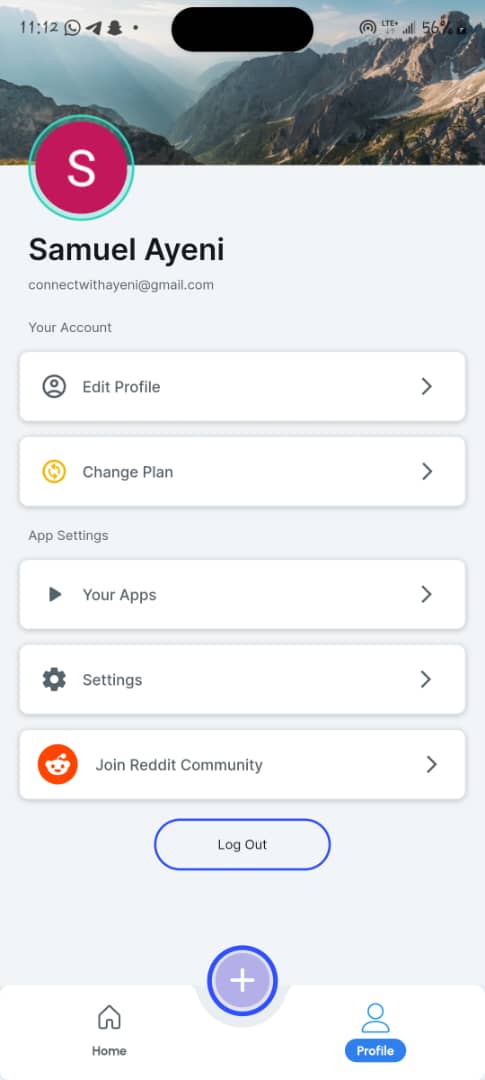 11:12
LTE+
56%
S
Samuel Ayeni
connectwithayeni@gmail.com
Your Account
Edit Profile
Change Plan
App Settings
Your Apps
Settings
Join Reddit Community
Log Out
Home
Profile